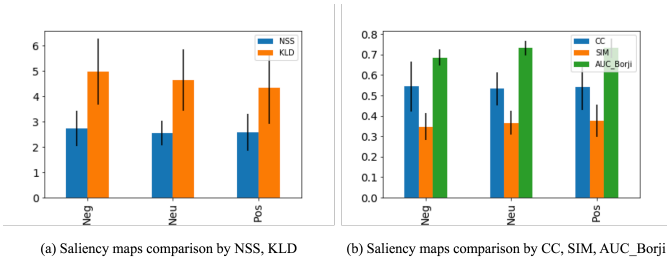 NSS
KLD
6
5
4
3
2
1
0
Neg
Neu
Pos
CC
SIM
AUC_Borji
0.8
0.7
0.6
0.5
0.4
0.3
0.2
0.1
0.0
Neg
Neu
Pos
(a) Saliency maps comparison by NSS, KLD
(b) Saliency maps comparison by CC, SIM, AUC_Borji